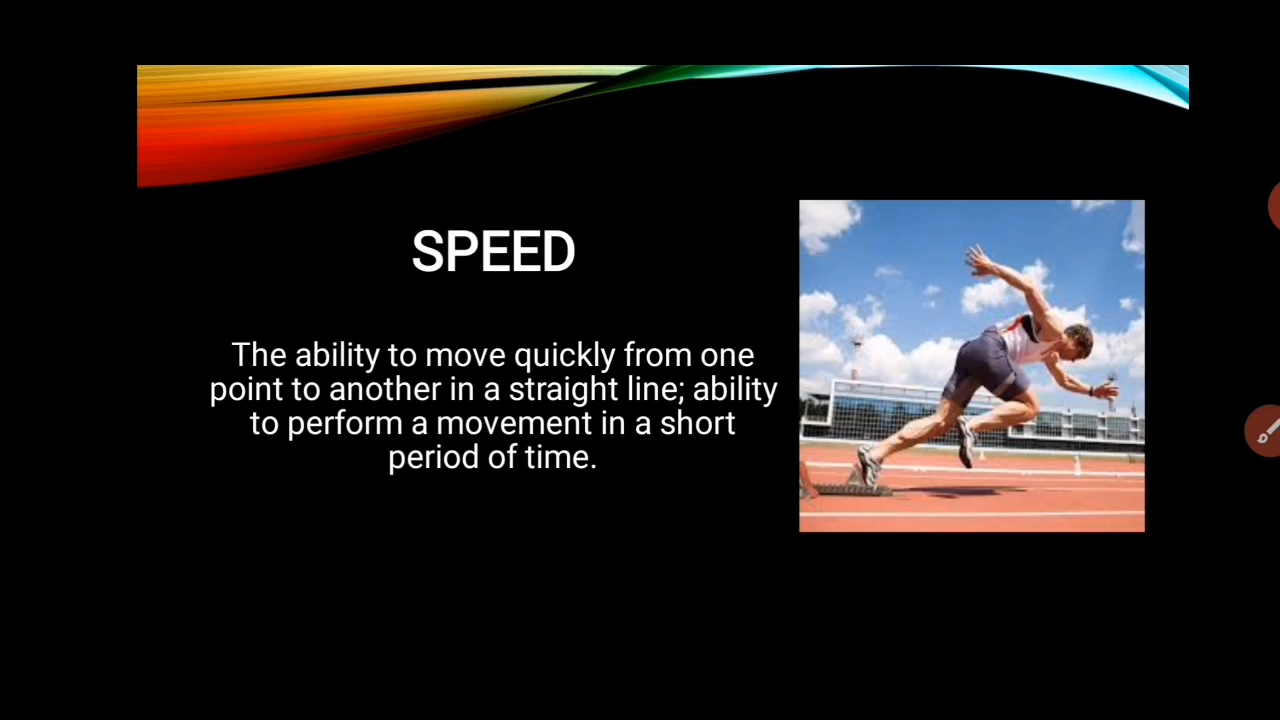 SPEED
The ability to move quickly from one
point to another in a straight line; ability
to perform a movement in a short
period of time.